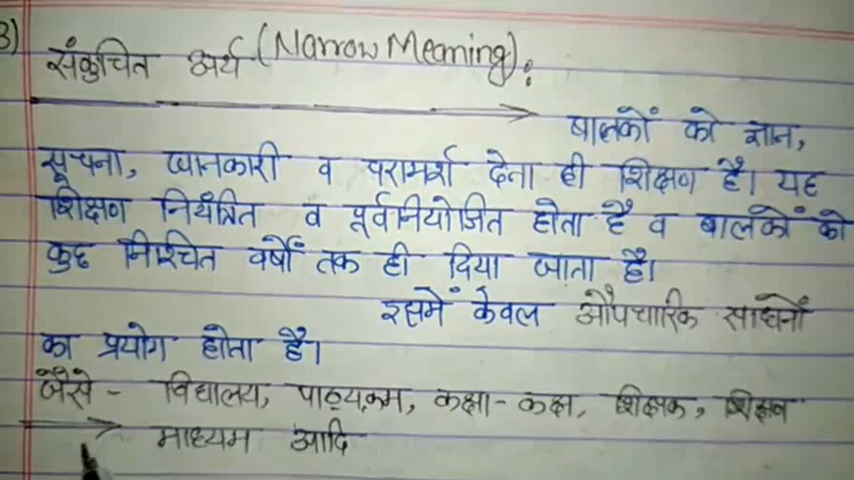 3) संकुचित अर्थ (Narrow Meaning):
बालकों को ज्ञान,
सूचना, जानकारी व परामर्श देना ही शिक्षण है। यह
शिक्षण नियंत्रित व पूर्वनियोजित होता है व बालकों को
कुछ निश्चित वर्षों तक ही दिया जाता है।
इसमें केवल औपचारिक साधनों
का प्रयोग होता है।
जैसे - विद्यालय, पाठ्यक्रम, कक्षा-कक्ष, शिक्षक, शिक्षण
माध्यम आदि